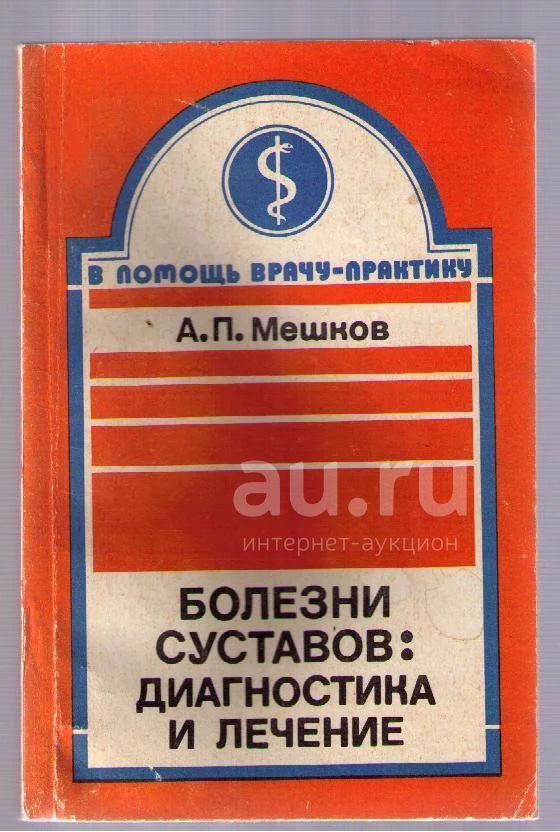 В ПОМОЩЬ ВРАЧУ-ПРАКТИКУ
А.П. Мешков
au.ru
интернет-аукцион
БОЛЕЗНИ
СУСТАВОВ:
ДИАГНОСТИКА
И ЛЕЧЕНИЕ